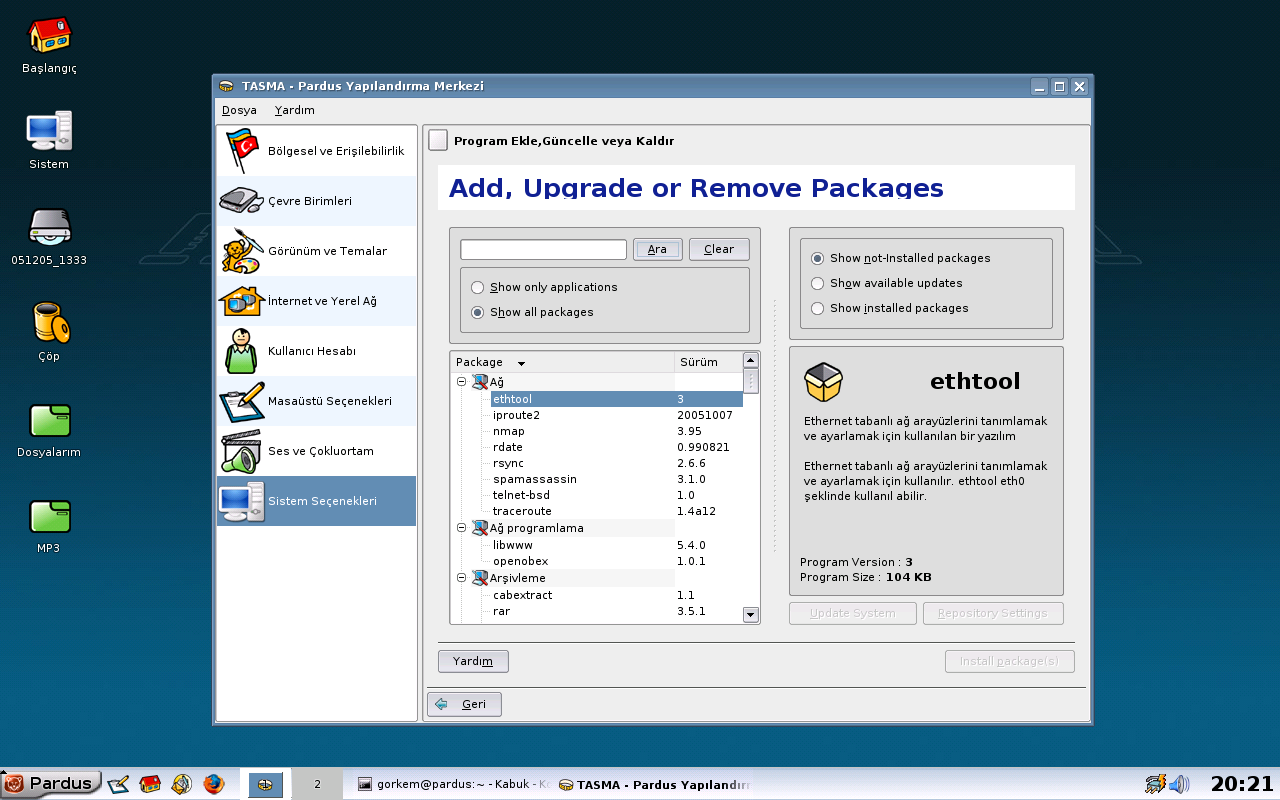 Başlangıç
Sistem
051205_1333
Çöp
Dosyalarım
MP3
TASMA - Pardus Yapılandırma Merkezi
Dosya Yardım
Bölgesel ve Erişilebilirlik
Çevre Birimleri
Görünüm ve Temalar
İnternet ve Yerel Ağ
Kullanıcı Hesabı
Masaüstü Seçenekleri
Ses ve Çokluortam
Sistem Seçenekleri
Program Ekle,Güncelle veya Kaldır
Add, Upgrade or Remove Packages
Ara Clear
Show only applications
Show all packages
Package Sürüm
Ağ
ethtool 3
iproute2 20051007
nmap 3.95
rdate 0.990821
rsync 2.6.6
spamassassin 3.1.0
telnet-bsd 1.0
traceroute 1.4a12
Ağ programlama
libwww 5.4.0
openobex 1.0.1
Arşivleme
cabextract 1.1
rar 3.5.1
Show not-Installed packages
Show available updates
Show installed packages
ethtool
Ethernet tabanlı ağ arayüzlerini tanımlamak
ve ayarlamak için kullanılan bir yazılım
Ethernet tabanlı ağ arayüzlerini tanımlamak
ve ayarlamak için kullanılır. ethtool eth0
şeklinde kullanıl abilir.
Program Version : 3
Program Size : 104 KB
Update System Repository Settings
Yardım Install package(s)
Geri
Pardus 2 gorkem@pardus:~ - Kabuk - Ko TASMA - Pardus Yapılandır 20:21